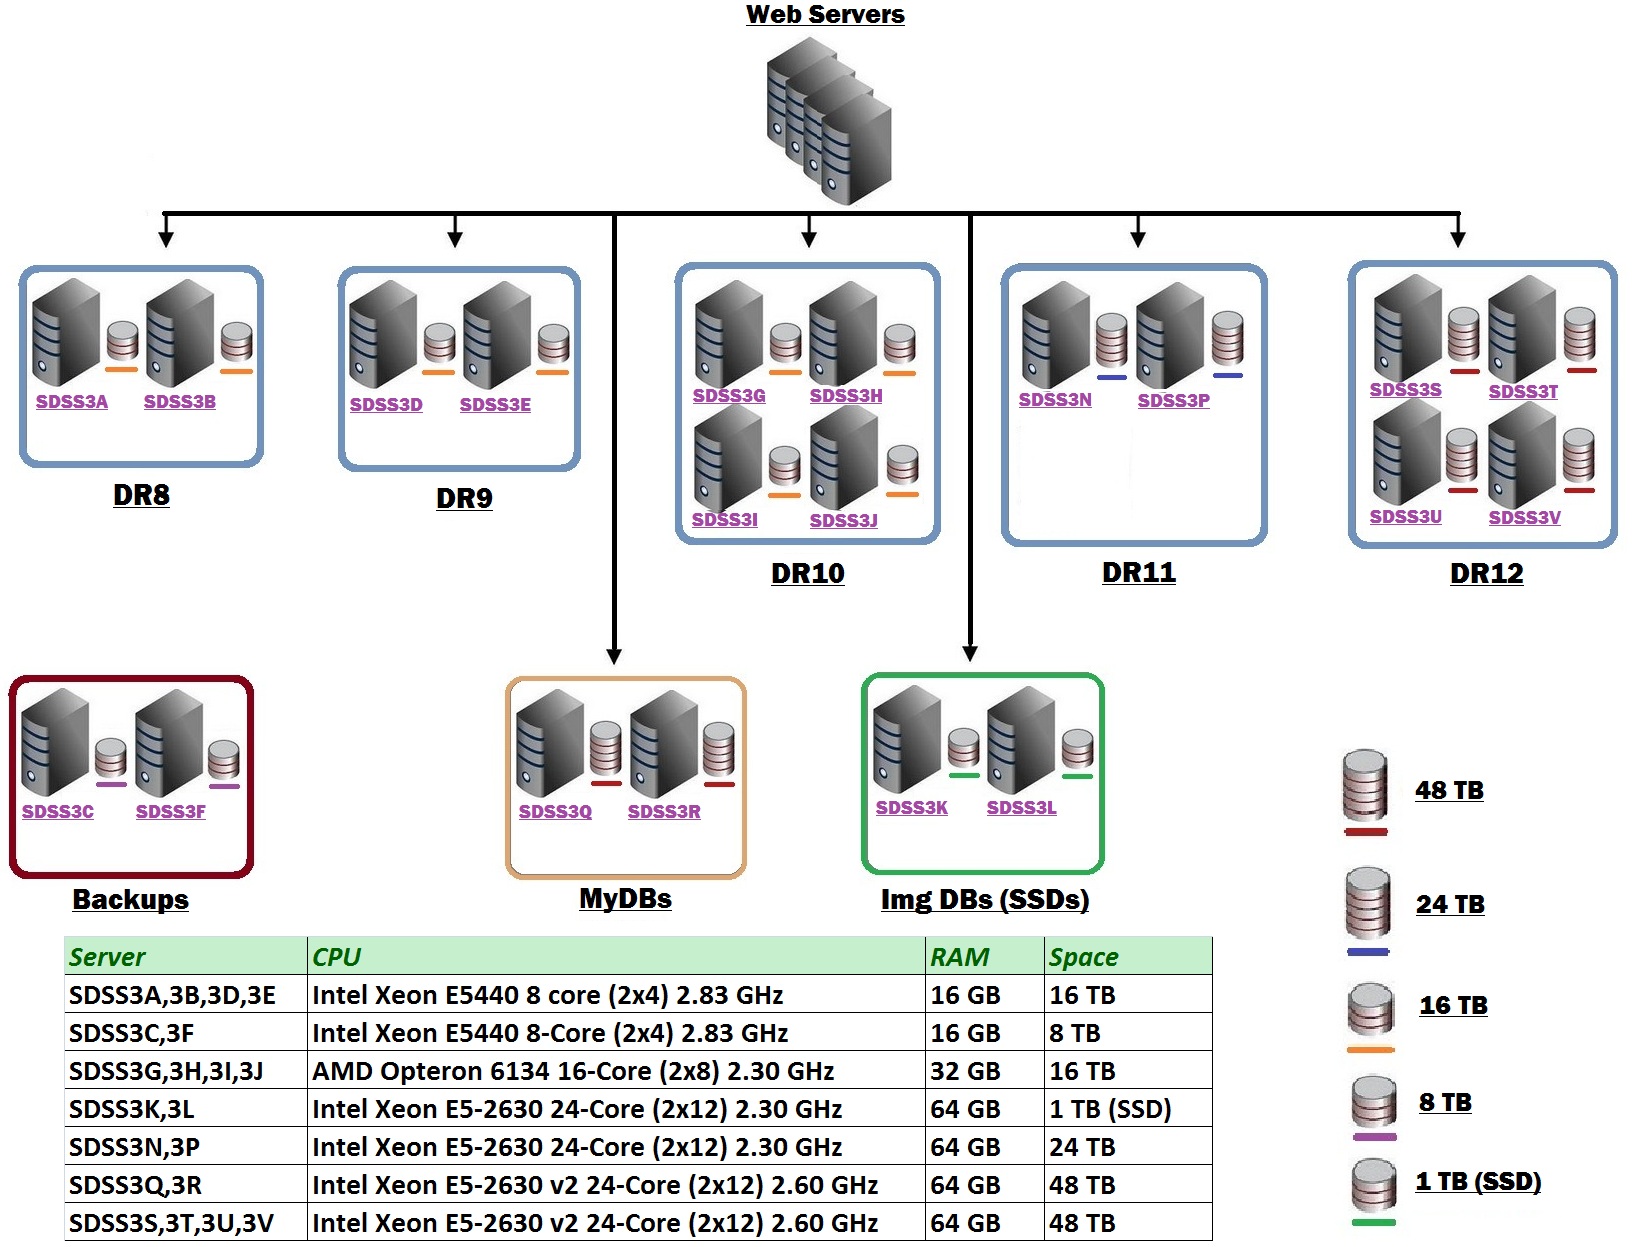 Web Servers
SDSS3A SDSS3B
DR8
SDSS3D SDSS3E
DR9
SDSS3G SDSS3H
SDSS3I SDSS3J
DR10
SDSS3N SDSS3P
DR11
SDSS3S SDSS3T
SDSS3U SDSS3V
DR12
SDSS3C SDSS3F
Backups
SDSS3Q SDSS3R
MyDBs
SDSS3K SDSS3L
Img DBs (SSDs)
48 TB
24 TB
16 TB
8 TB
1 TB (SSD)
Server CPU RAM Space
SDSS3A,3B,3D,3E Intel Xeon E5440 8 core (2x4) 2.83 GHz 16 GB 16 TB
SDSS3C,3F Intel Xeon E5440 8-Core (2x4) 2.83 GHz 16 GB 8 TB
SDSS3G,3H,3I,3J AMD Opteron 6134 16-Core (2x8) 2.30 GHz 32 GB 16 TB
SDSS3K,3L Intel Xeon E5-2630 24-Core (2x12) 2.30 GHz 64 GB 1 TB (SSD)
SDSS3N,3P Intel Xeon E5-2630 24-Core (2x12) 2.30 GHz 64 GB 24 TB
SDSS3Q,3R Intel Xeon E5-2630 v2 24-Core (2x12) 2.60 GHz 64 GB 48 TB
SDSS3S,3T,3U,3V Intel Xeon E5-2630 v2 24-Core (2x12) 2.60 GHz 64 GB 48 TB